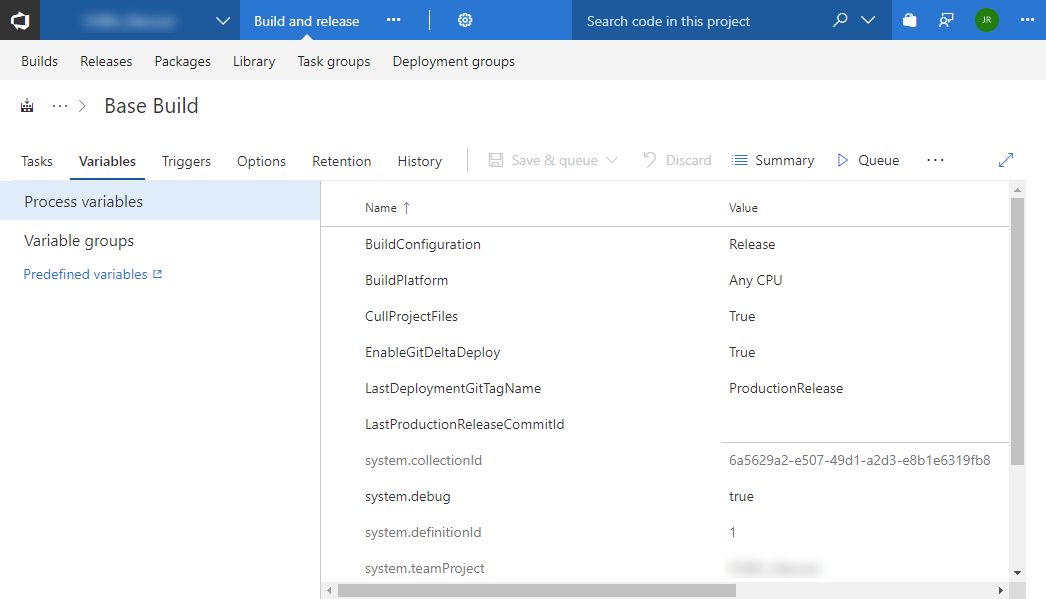 Build and release ··· Search code in this project JR ···
Builds Releases Packages Library Task groups Deployment groups
··· > Base Build
Tasks Variables Triggers Options Retention History Save & queue Discard Summary Queue ···
Process variables
Variable groups
Predefined variables
Name ↑ Value
BuildConfiguration Release
BuildPlatform Any CPU
CullProjectFiles True
EnableGitDeltaDeploy True
LastDeploymentGitTagName ProductionRelease
LastProductionReleaseCommitId
system.collectionId 6a5629a2-e507-49d1-a2d3-e8b1e6319fb8
system.debug true
system.definitionId 1
system.teamProject